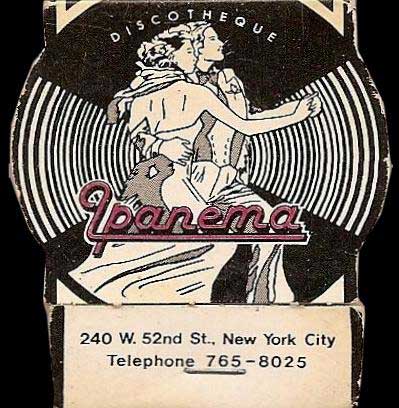 DISCOTHEQUE
Ipanema
240 W. 52nd St., New York City
Telephone 765-8025